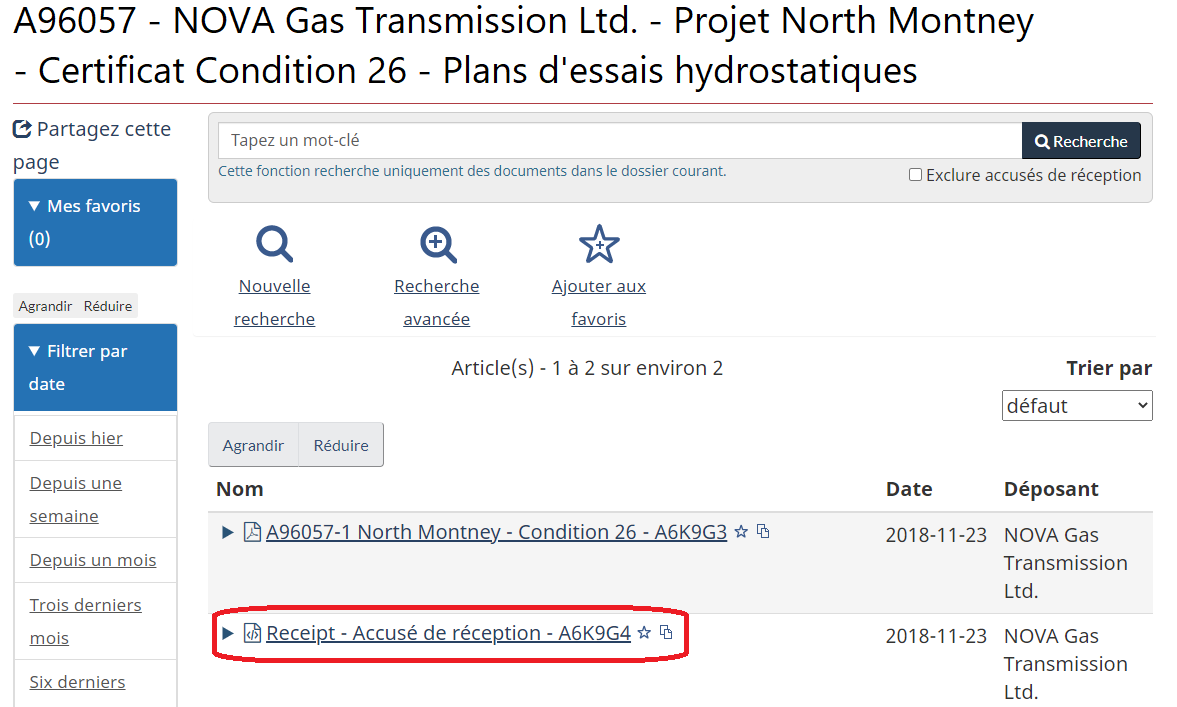 A96057 - NOVA Gas Transmission Ltd. - Projet North Montney
- Certificat Condition 26 - Plans d'essais hydrostatiques
Partagez cette
page
Mes favoris
(0)
Agrandir Réduire
Filtrer par
date
Depuis hier
Depuis une
semaine
Depuis un mois
Trois derniers
mois
Six derniers
Tapez un mot-clé
Recherche
Cette fonction recherche uniquement des documents dans le dossier courant.
Exclure accusés de réception
Nouvelle
recherche
Recherche
avancée
Ajouter aux
favoris
Article(s) - 1 à 2 sur environ 2
Trier par
défaut
Agrandir Réduire
Nom Date Déposant
A96057-1 North Montney - Condition 26 - A6K9G3 2018-11-23 NOVA Gas
Transmission
Ltd.
Receipt - Accusé de réception - A6K9G4 2018-11-23 NOVA Gas
Transmission
Ltd.